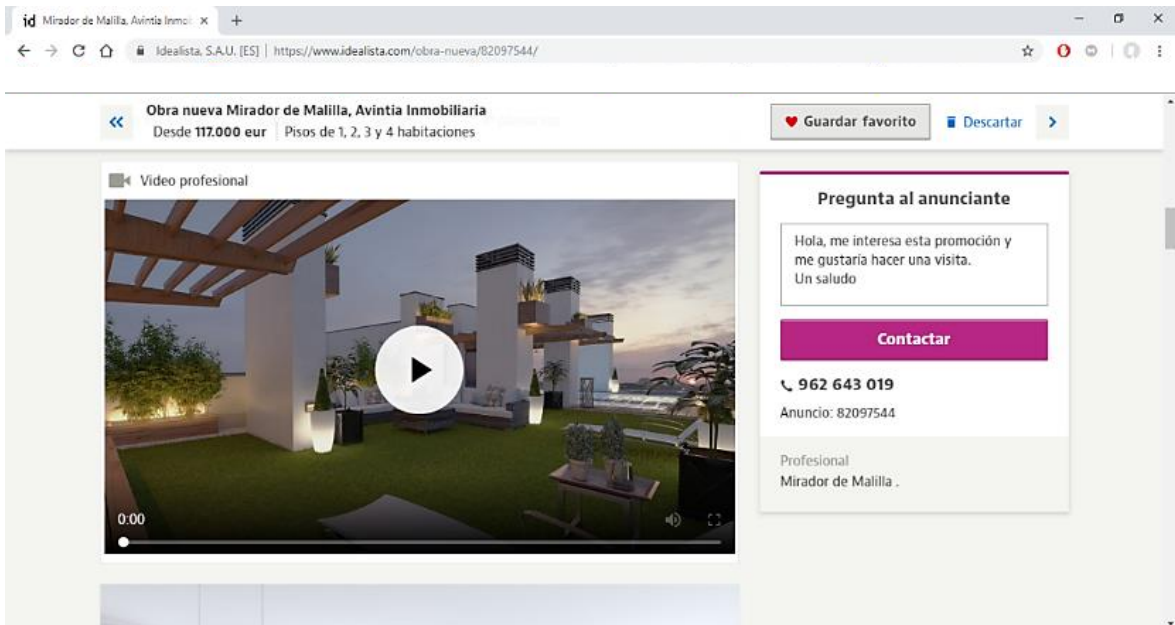 id Mirador de Malilla, Avintia Inmo
Idealista, S.A.U. [ES] | https://www.idealista.com/obra-nueva/82097544/
Obra nueva Mirador de Malilla, Avintia Inmobiliaria
Desde 117.000 eur | Pisos de 1, 2, 3 y 4 habitaciones
Guardar favorito
Descartar
Video profesional
0:00
Pregunta al anunciante
Hola, me interesa esta promoción y
me gustaría hacer una visita.
Un saludo
Contactar
962 643 019
Anuncio: 82097544
Profesional
Mirador de Malilla .